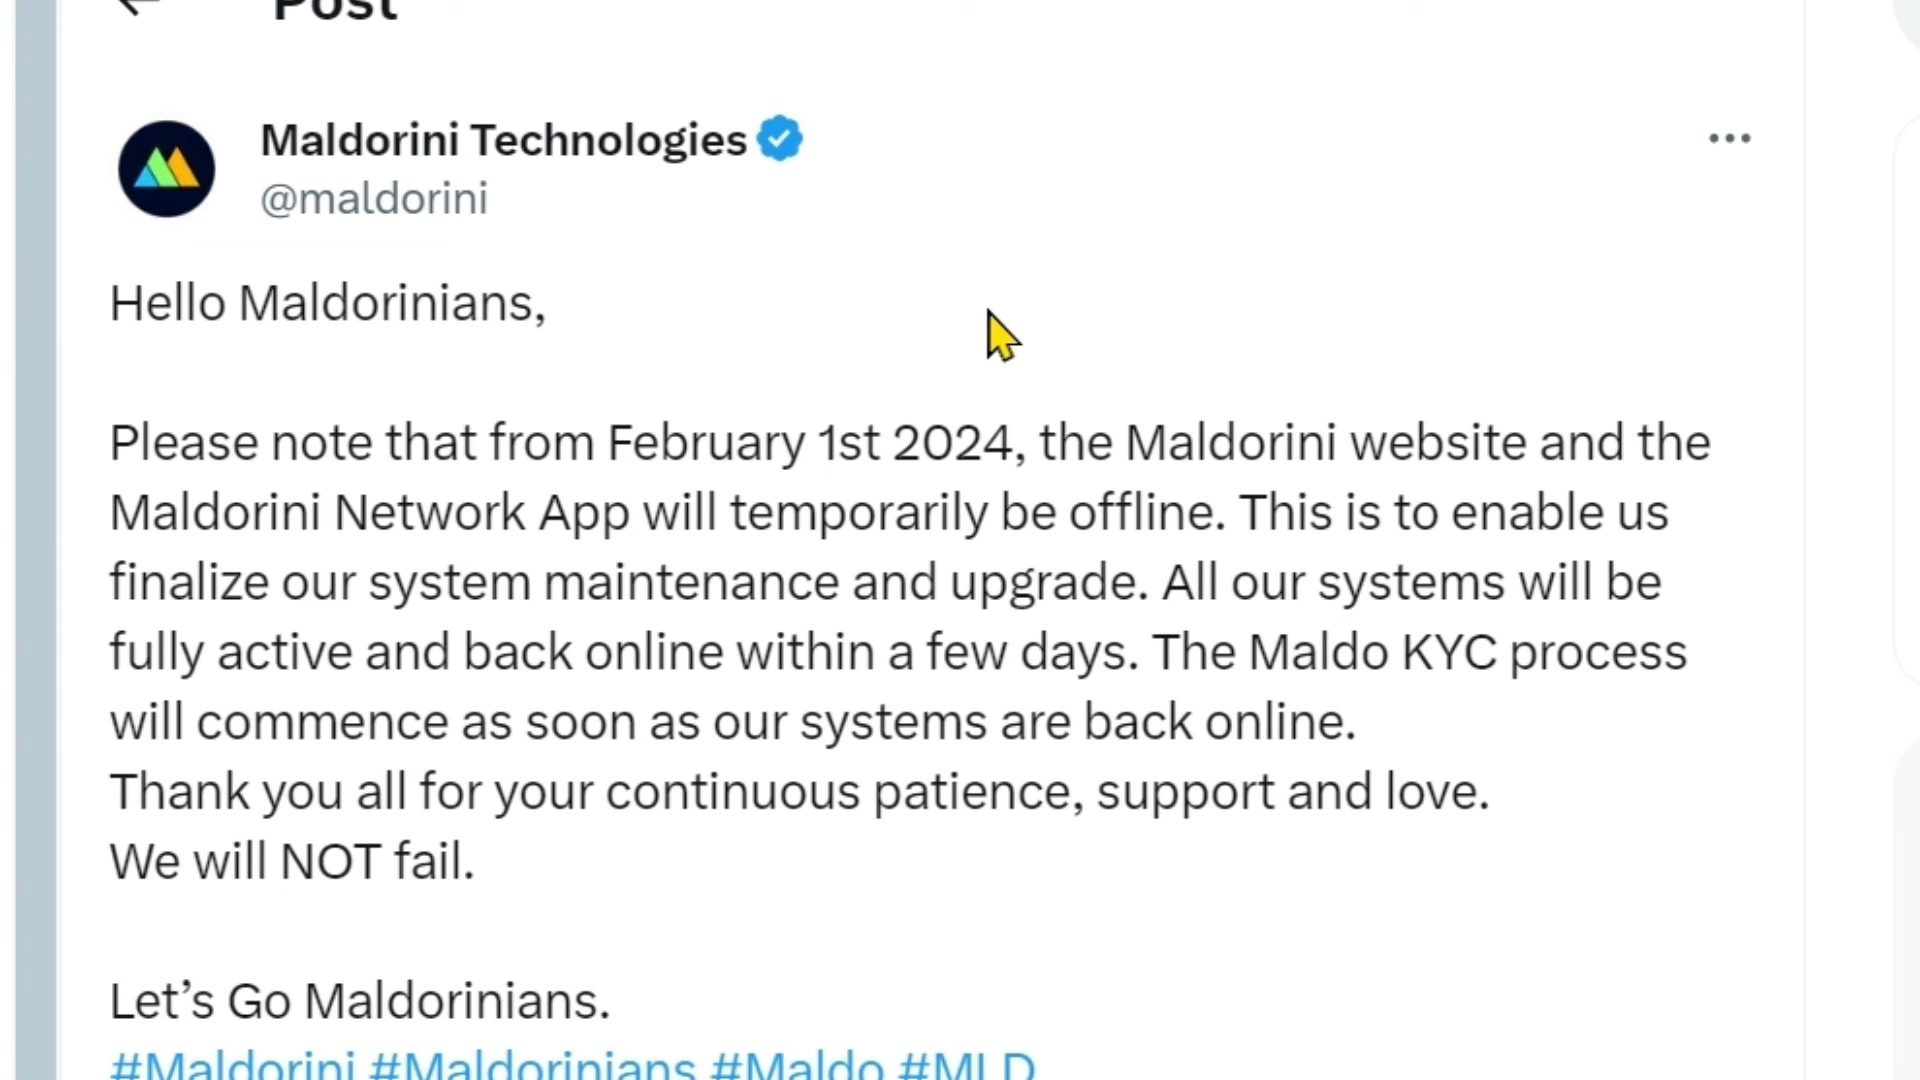 Post
Maldorini Technologies
@maldorini
Hello Maldorinians,
Please note that from February 1st 2024, the Maldorini website and the
Maldorini Network App will temporarily be offline. This is to enable us
finalize our system maintenance and upgrade. All our systems will be
fully active and back online within a few days. The Maldo KYC process
will commence as soon as our systems are back online.
Thank you all for your continuous patience, support and love.
We will NOT fail.
Let’s Go Maldorinians.
#Maldorini #Maldorinians #Maldo #MLD